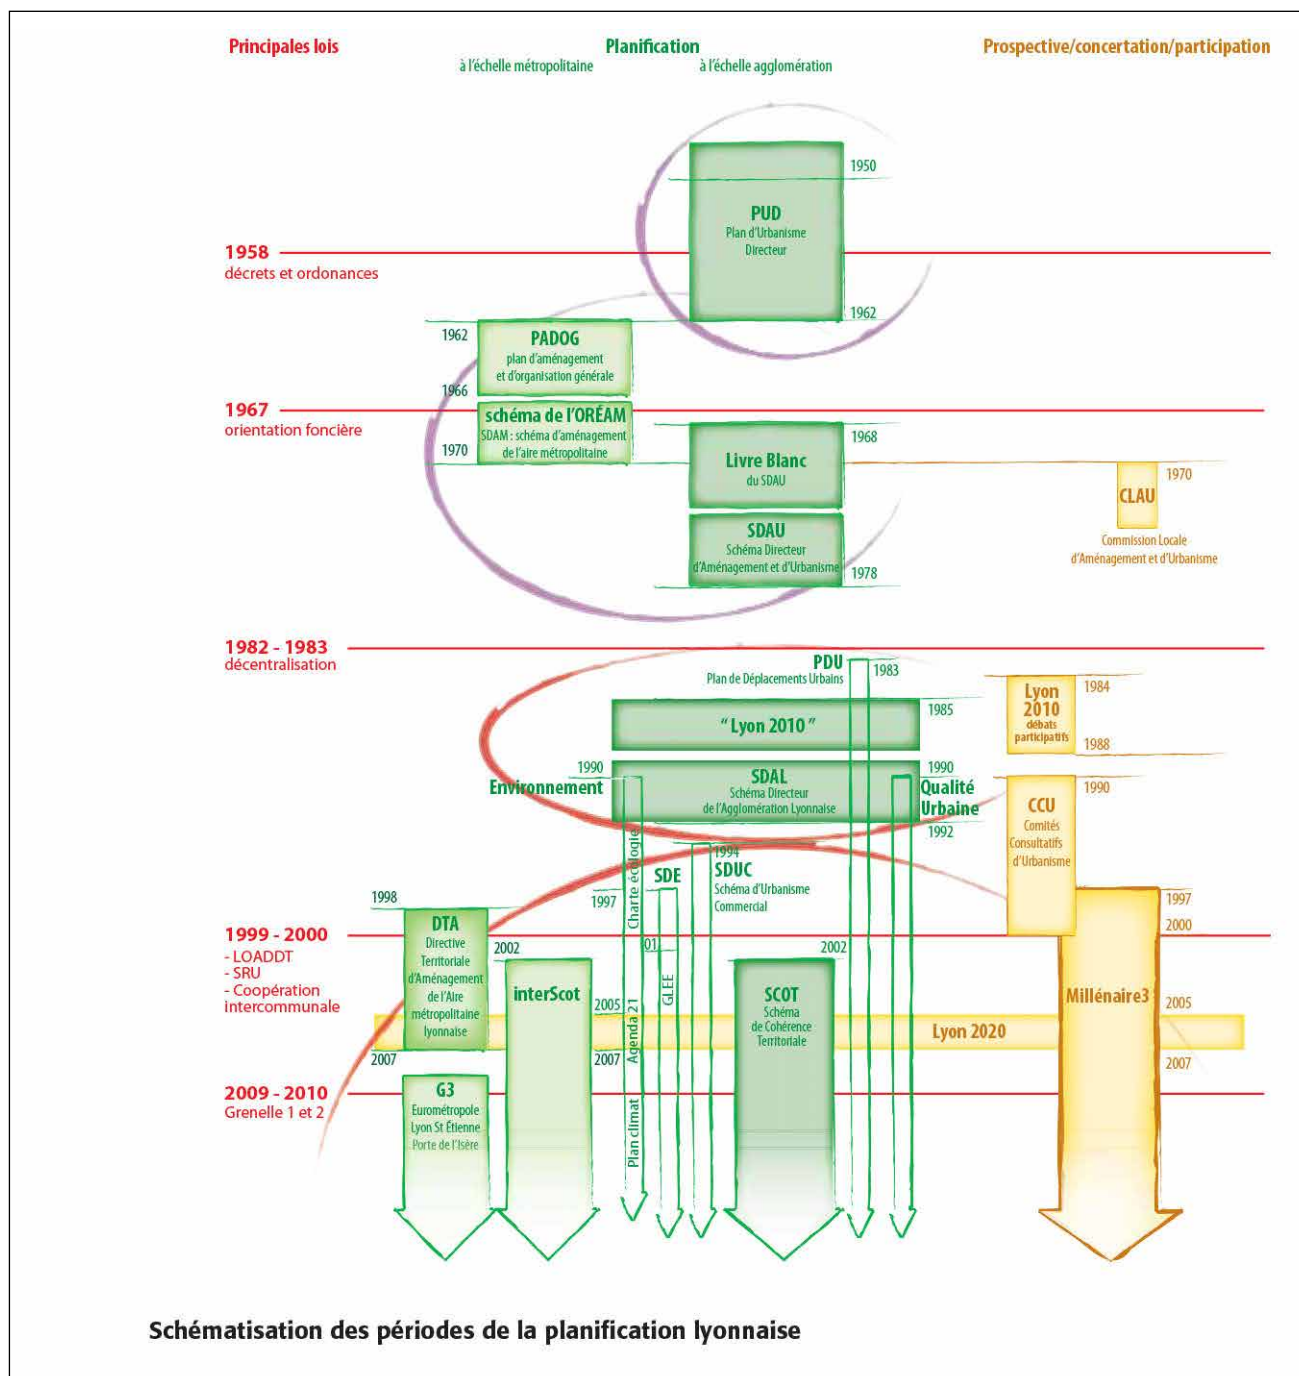 Principales lois
Planification
Prospective/concertation/participation
à l'échelle métropolitaine
à l'échelle agglomération
1950
PUD
Plan d'Urbanisme
Directeur
1958
décrets et ordonances
1962
1962
PADOG
plan d'aménagement
et d'organisation générale
1966
1967
orientation foncière
schéma de l'ORÉAM
SDAM : schéma d'aménagement
de l'aire métropolitaine
1970
1968
Livre Blanc
du SDAU
1970
CLAU
Commission Locale
d'Aménagement et d'Urbanisme
SDAU
Schéma Directeur
d'Aménagement et d'Urbanisme
1978
1982 - 1983
décentralisation
PDU
Plan de Déplacements Urbains
1983
1984
Lyon
2010
débats
participatifs
1988
1985
“ Lyon 2010 ”
1990
Environnement
SDAL
Schéma Directeur
de l'Agglomération Lyonnaise
1990
Qualité
Urbaine
1992
1990
CCU
Comités
Consultatifs
d'Urbanisme
Charte écologie
1994
SDUC
Schéma d'Urbanisme
Commercial
SDE
1997
1998
DTA
Directive
Territoriale
d'Aménagement
de l'Aire
métropolitaine
lyonnaise
1997
2000
1999 - 2000
- LOADDT
- SRU
- Coopération
intercommunale
2002
interScot
01
GLEE
2002
SCOT
Schéma
de Cohérence
Territoriale
Millénaire3
2005
Agenda 21
2005
Lyon 2020
2007
2007
2007
2009 - 2010
Grenelle 1 et 2
G3
Eurométropole
Lyon St Étienne
Porte de l'Isère
Plan climat
Schématisation des périodes de la planification lyonnaise